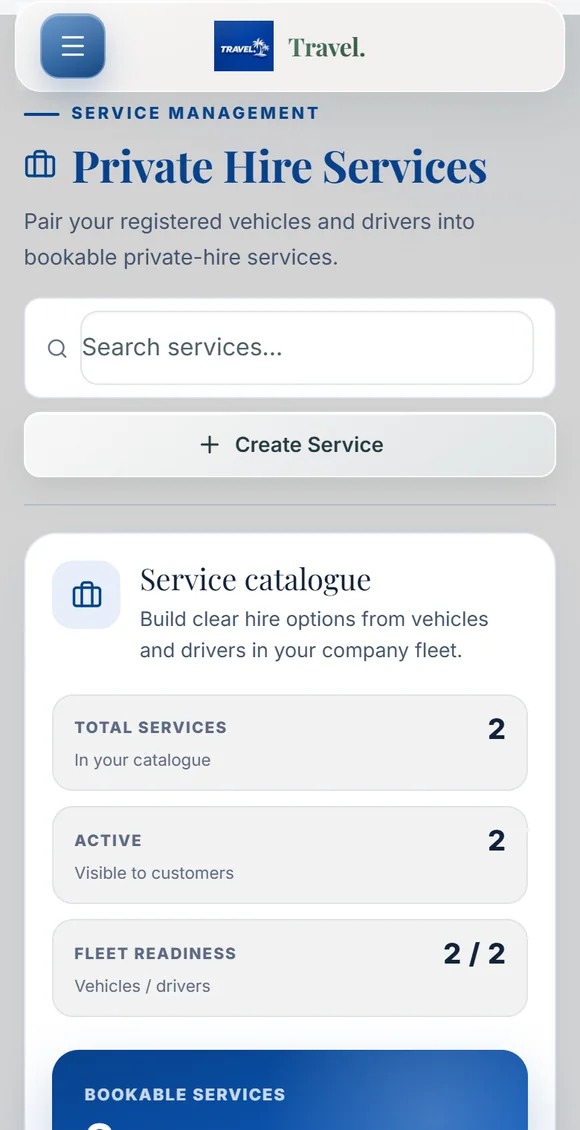 TRAVEL.
Travel.
SERVICE MANAGEMENT
Private Hire Services
Pair your registered vehicles and drivers into
bookable private-hire services.
Search services...
Create Service
Service catalogue
Build clear hire options from vehicles
and drivers in your company fleet.
TOTAL SERVICES
2
In your catalogue
ACTIVE
2
Visible to customers
FLEET READINESS
2 / 2
Vehicles / drivers
BOOKABLE SERVICES